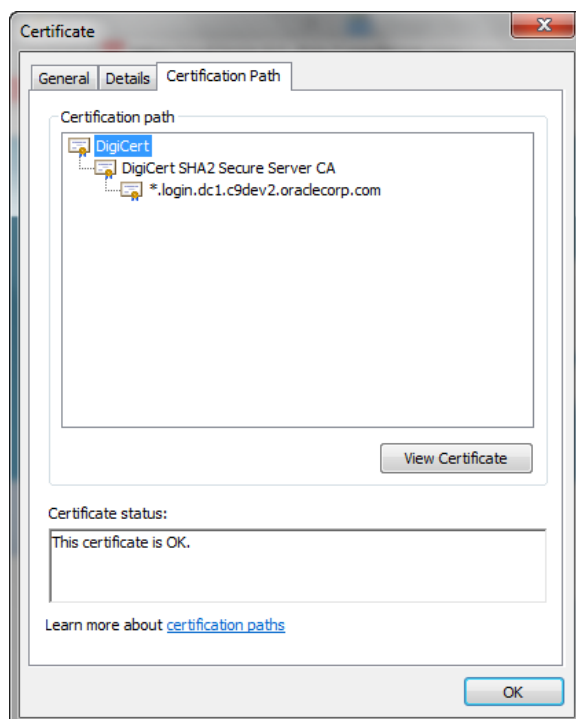 Certificate
General Details Certification Path
Certification path
DigiCert
DigiCert SHA2 Secure Server CA
*.login.dc1.c9dev2.oraclecorp.com
View Certificate
Certificate status:
This certificate is OK.
Learn more about certification paths
OK